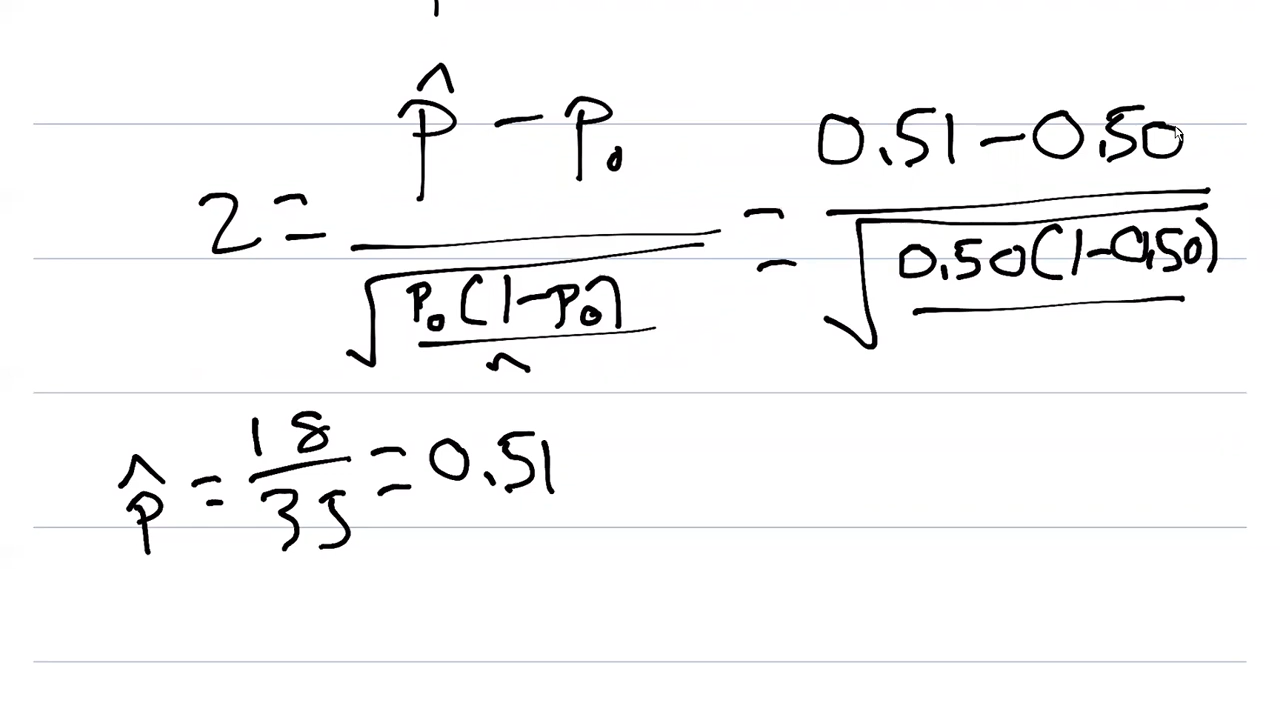 z = p̂ - p₀ / √(p₀(1-p₀) / n) = 0.51 - 0.50 / √(0.50(1-0.50) / )
p̂ = 18/35 = 0.51